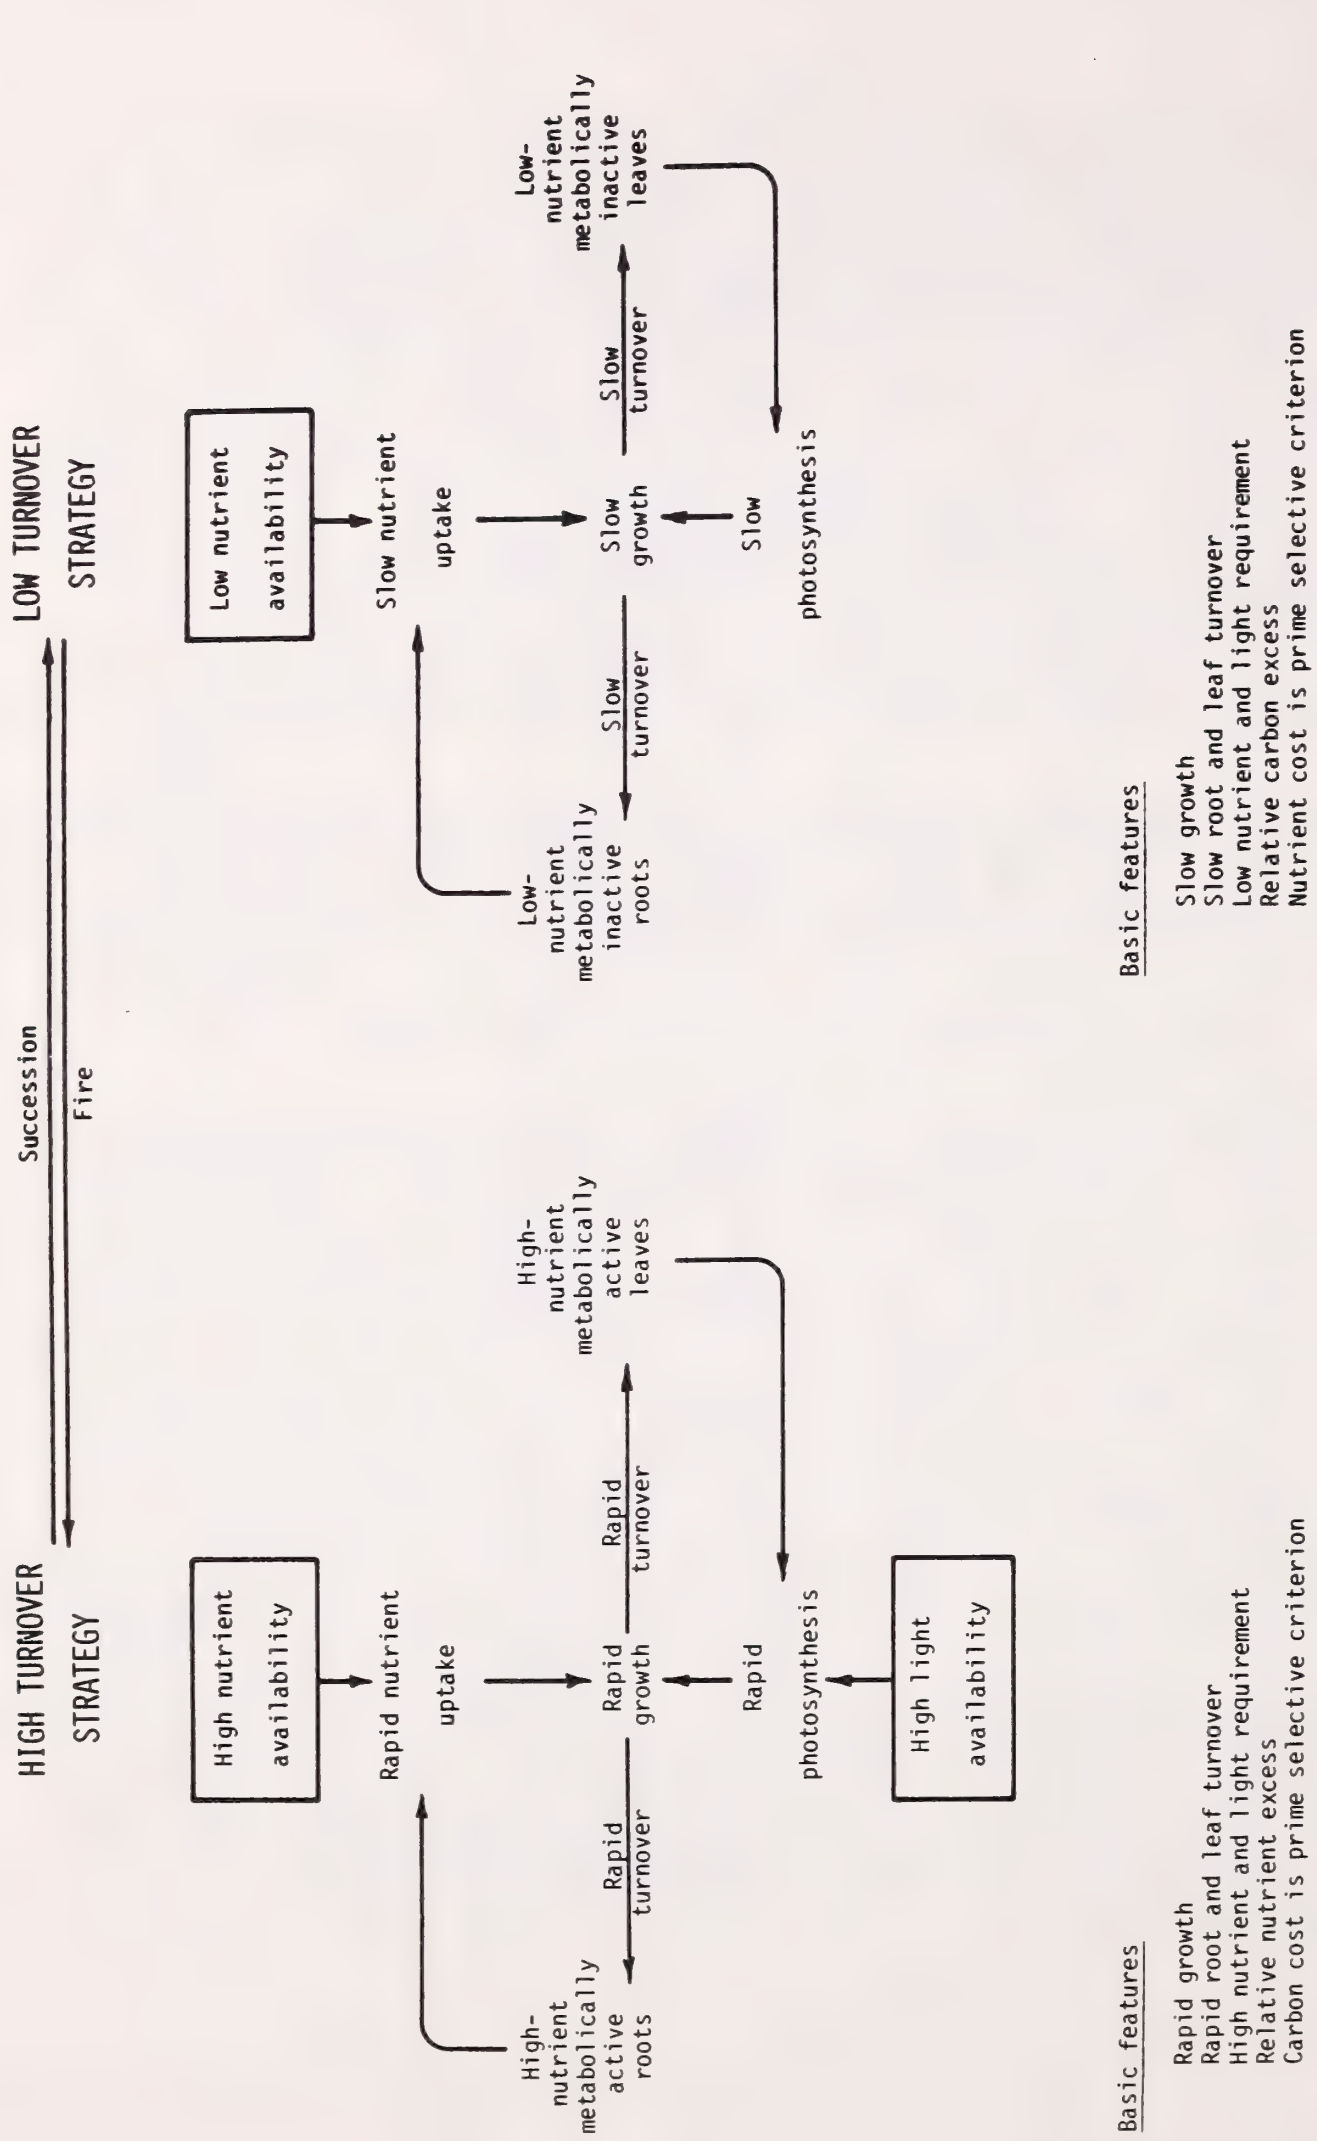 HIGH TURNOVER
STRATEGY
Succession
Fire
LOW TURNOVER
STRATEGY
High nutrient
availability
Rapid nutrient
uptake
High-
nutrient
metabolically
active
roots
Rapid
turnover
Rapid
growth
Rapid
turnover
High-
nutrient
metabolically
active
leaves
Rapid
photosynthesis
High light
availability
Basic features
Rapid growth
Rapid root and leaf turnover
High nutrient and light requirement
Relative nutrient excess
Carbon cost is prime selective criterion
Low nutrient
availability
Slow nutrient
uptake
Low-
nutrient
metabolically
inactive
roots
Slow
turnover
Slow
growth
Slow
turnover
Low-
nutrient
metabolically
inactive
leaves
Slow
photosynthesis
Basic features
Slow growth
Slow root and leaf turnover
Low nutrient and light requirement
Relative carbon excess
Nutrient cost is prime selective criterion